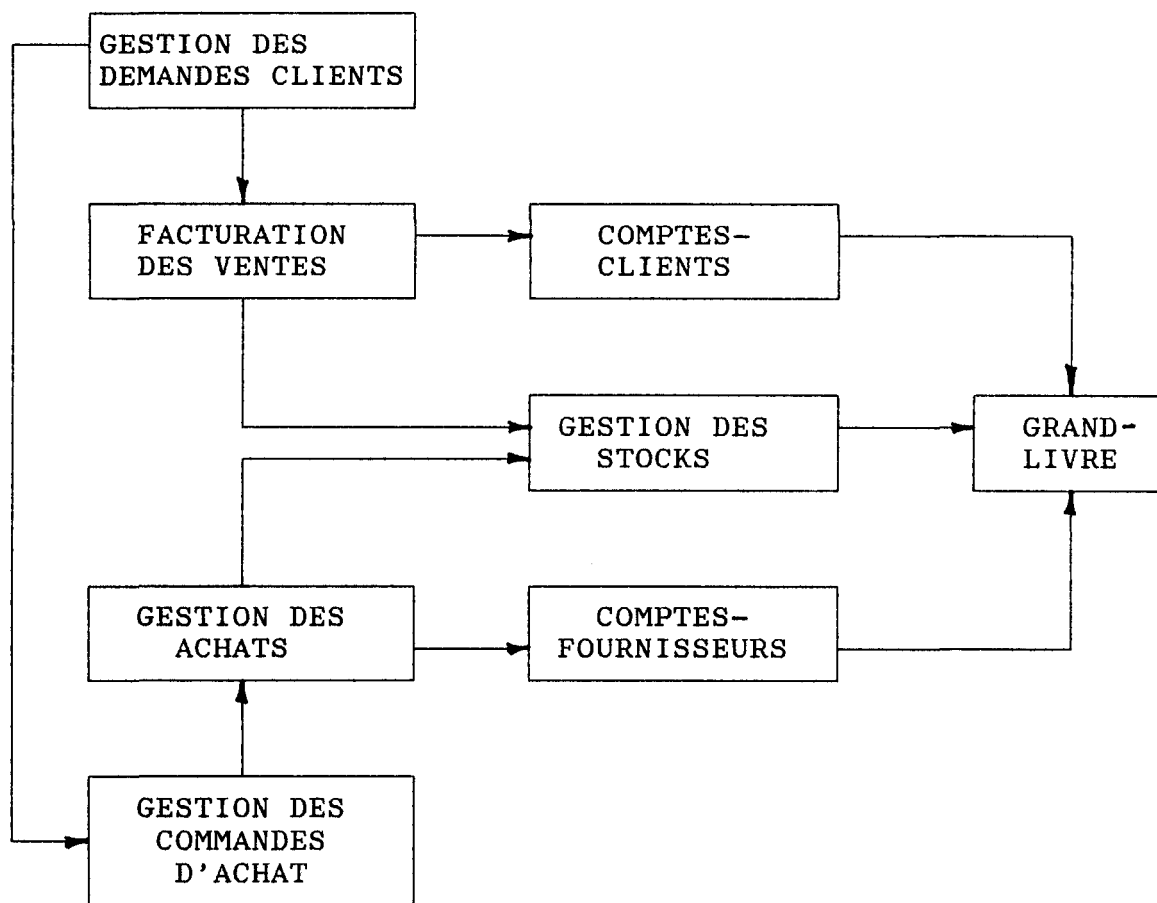 GESTION DES
DEMANDES CLIENTS
FACTURATION
DES VENTES
COMPTES-
CLIENTS
GESTION DES
STOCKS
GRAND-
LIVRE
GESTION DES
ACHATS
COMPTES-
FOURNISSEURS
GESTION DES
COMMANDES
D'ACHAT